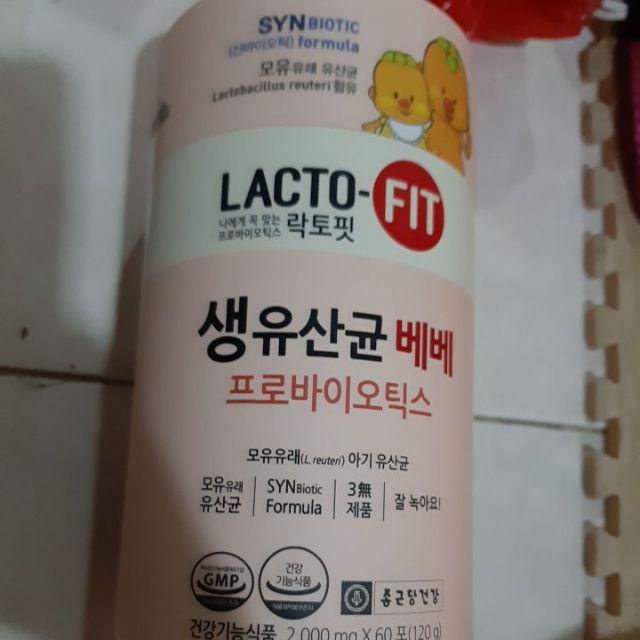 SYNBIOTIC
(신바이오틱) formula
모유유래 유산균
Lactobacillus reuteri 함유
LACTO-FIT
나에게 꼭 맞는
프로바이오틱스 락토핏
생유산균 베베
프로바이오틱스
모유유래(L. reuteri) 아기 유산균
모유유래 유산균
SYNBiotic Formula
3無 제품
잘 녹아요!
GMP
건강
기능식품
종근당건강
건강기능식품 2,000 mg X 60 포(120 g)